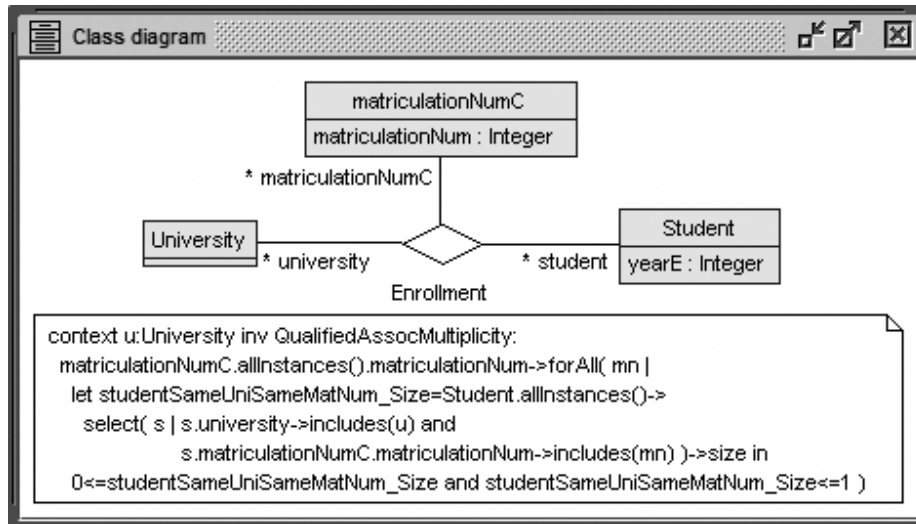 Class diagram
matriculationNumC
matriculationNum : Integer
* matriculationNumC
University
* university
Student
yearE : Integer
* student
Enrollment
context u:University inv QualifiedAssocMultiplicity:
matriculationNumC.allInstances().matriculationNum->forAll( mn |
let studentSameUniSameMatNum_Size=Student.allInstances()->
select( s | s.university->includes(u) and
s.matriculationNumC.matriculationNum->includes(mn) )->size in
0<=studentSameUniSameMatNum_Size and studentSameUniSameMatNum_Size<=1 )